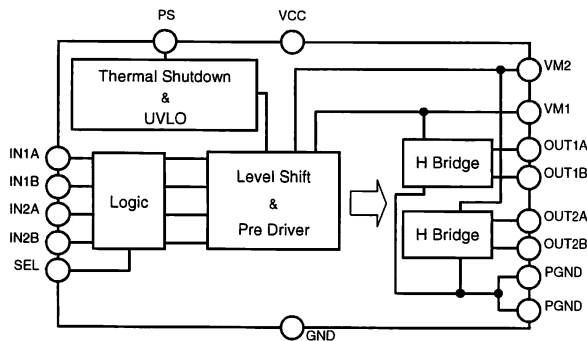 PS
VCC
Thermal Shutdown
&
UVLO
VM2
VM1
IN1A
IN1B
IN2A
IN2B
SEL
Logic
Level Shift
&
Pre Driver
H Bridge
H Bridge
OUT1A
OUT1B
OUT2A
OUT2B
PGND
PGND
GND